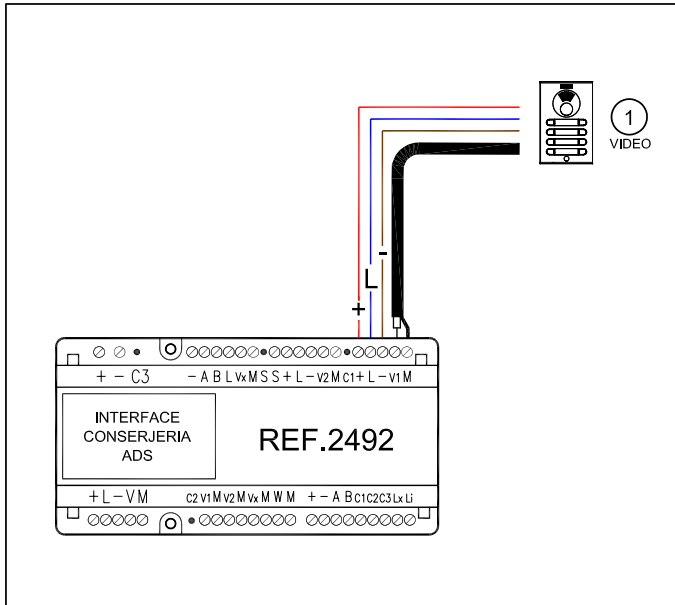 1
VIDEO
-
L
+
+ - C3
- A B L Vx M S S + L - V2 M C1 + L - V1 M
INTERFACE
CONSERJERIA
ADS
REF.2492
+ L - V M
C2 V1 M V2 M Vx M W M
+ - A B C1 C2 C3 Lx Li